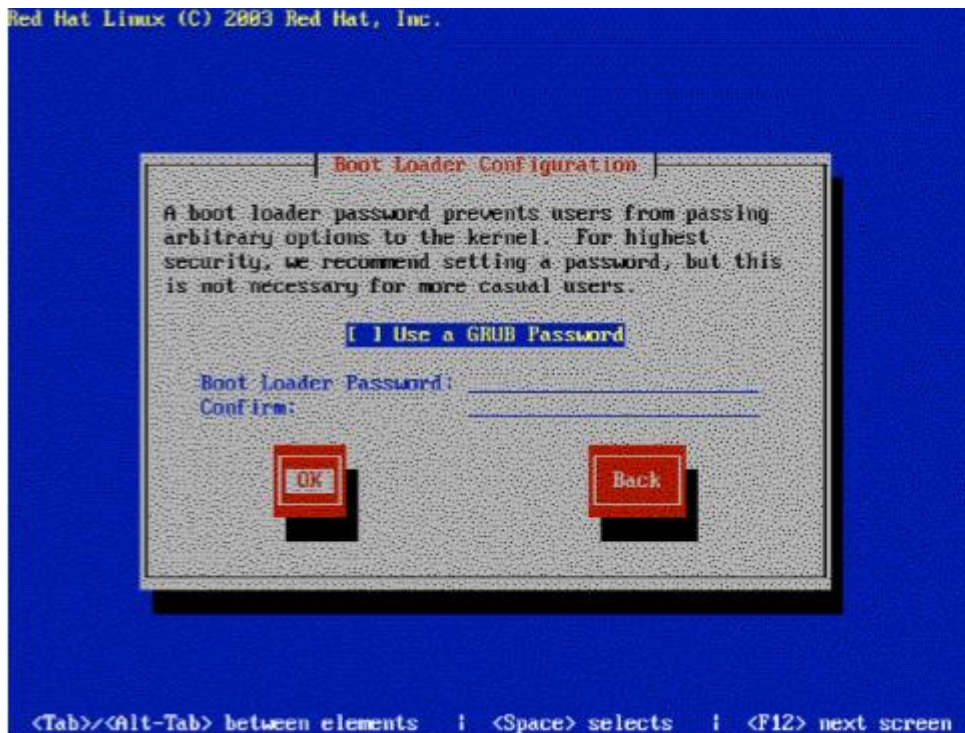 Red Hat Linux (C) 2003 Red Hat, Inc.
Boot Loader Configuration
A boot loader password prevents users from passing
arbitrary options to the kernel.  For highest
security, we recommend setting a password, but this
is not necessary for more casual users.
[ ] Use a GRUB Password
Boot Loader Password:
Confirm:
OK Back
<Tab>/<Alt-Tab> between elements   |  <Space> selects   |  <F12> next screen